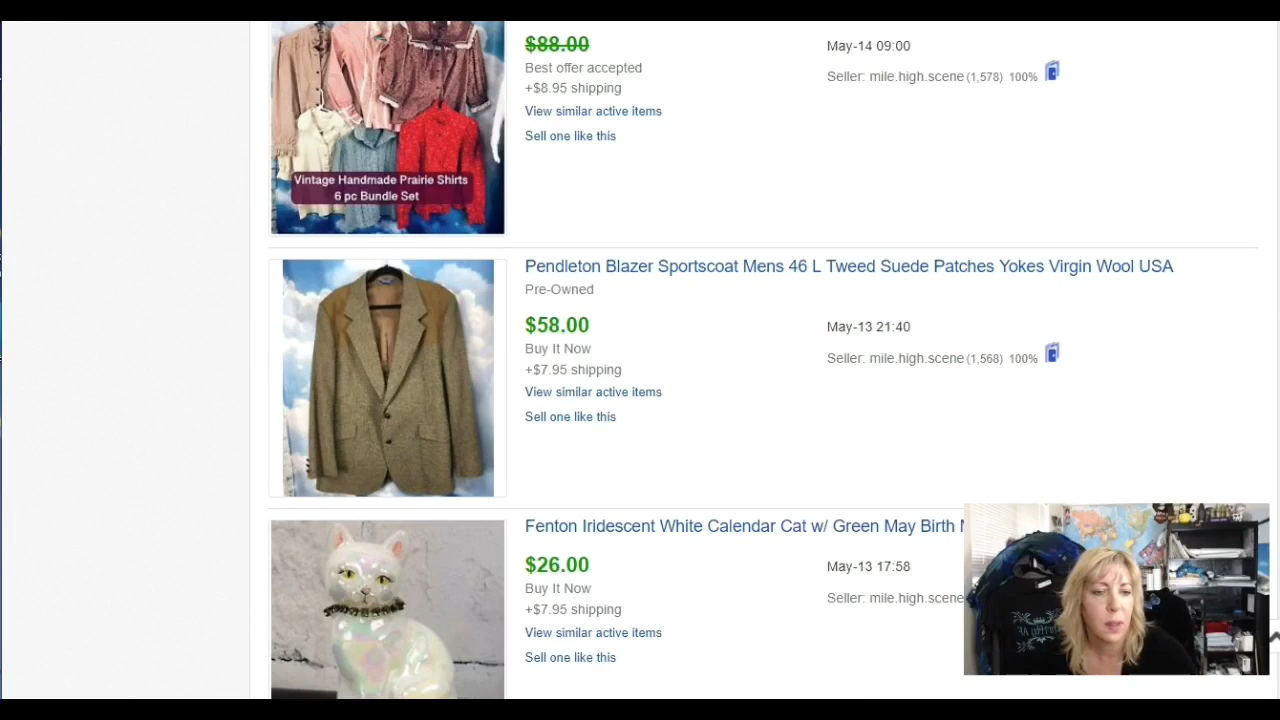 $88.00
Best offer accepted
+$8.95 shipping
View similar active items
Sell one like this
May-14 09:00
Seller: mile.high.scene (1,578) 100%
Vintage Handmade Prairie Shirts
6 pc Bundle Set
Pendleton Blazer Sportscoat Mens 46 L Tweed Suede Patches Yokes Virgin Wool USA
Pre-Owned
$58.00
Buy It Now
+$7.95 shipping
View similar active items
Sell one like this
May-13 21:40
Seller: mile.high.scene (1,568) 100%
Fenton Iridescent White Calendar Cat w/ Green May Birth
$26.00
Buy It Now
+$7.95 shipping
View similar active items
Sell one like this
May-13 17:58
Seller: mile.high.scene